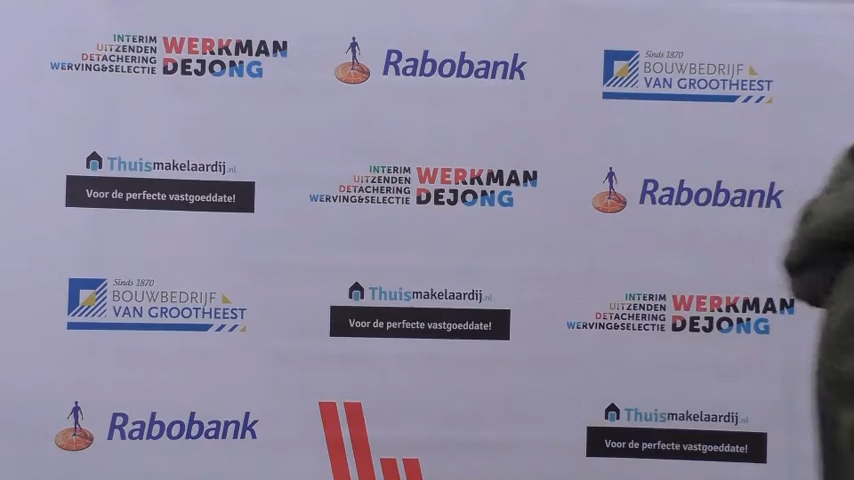 INTERIM
UITZENDEN
DETACHERING
WERVING&SELECTIE
WERKMAN
DEJONG
Rabobank
Sinds 1870
BOUWBEDRIJF
VAN GROOTHEEST
Thuismakelaardij.nl
Voor de perfecte vastgoeddate!
INTERIM
UITZENDEN
DETACHERING
WERVING&SELECTIE
WERKMAN
DEJONG
Rabobank
Sinds 1870
BOUWBEDRIJF
VAN GROOTHEEST
Thuismakelaardij.nl
Voor de perfecte vastgoeddate!
INTERIM
UITZENDEN
DETACHERING
WERVING&SELECTIE
WERKMAN
DEJONG
Rabobank
Thuismakelaardij.nl
Voor de perfecte vastgoeddate!